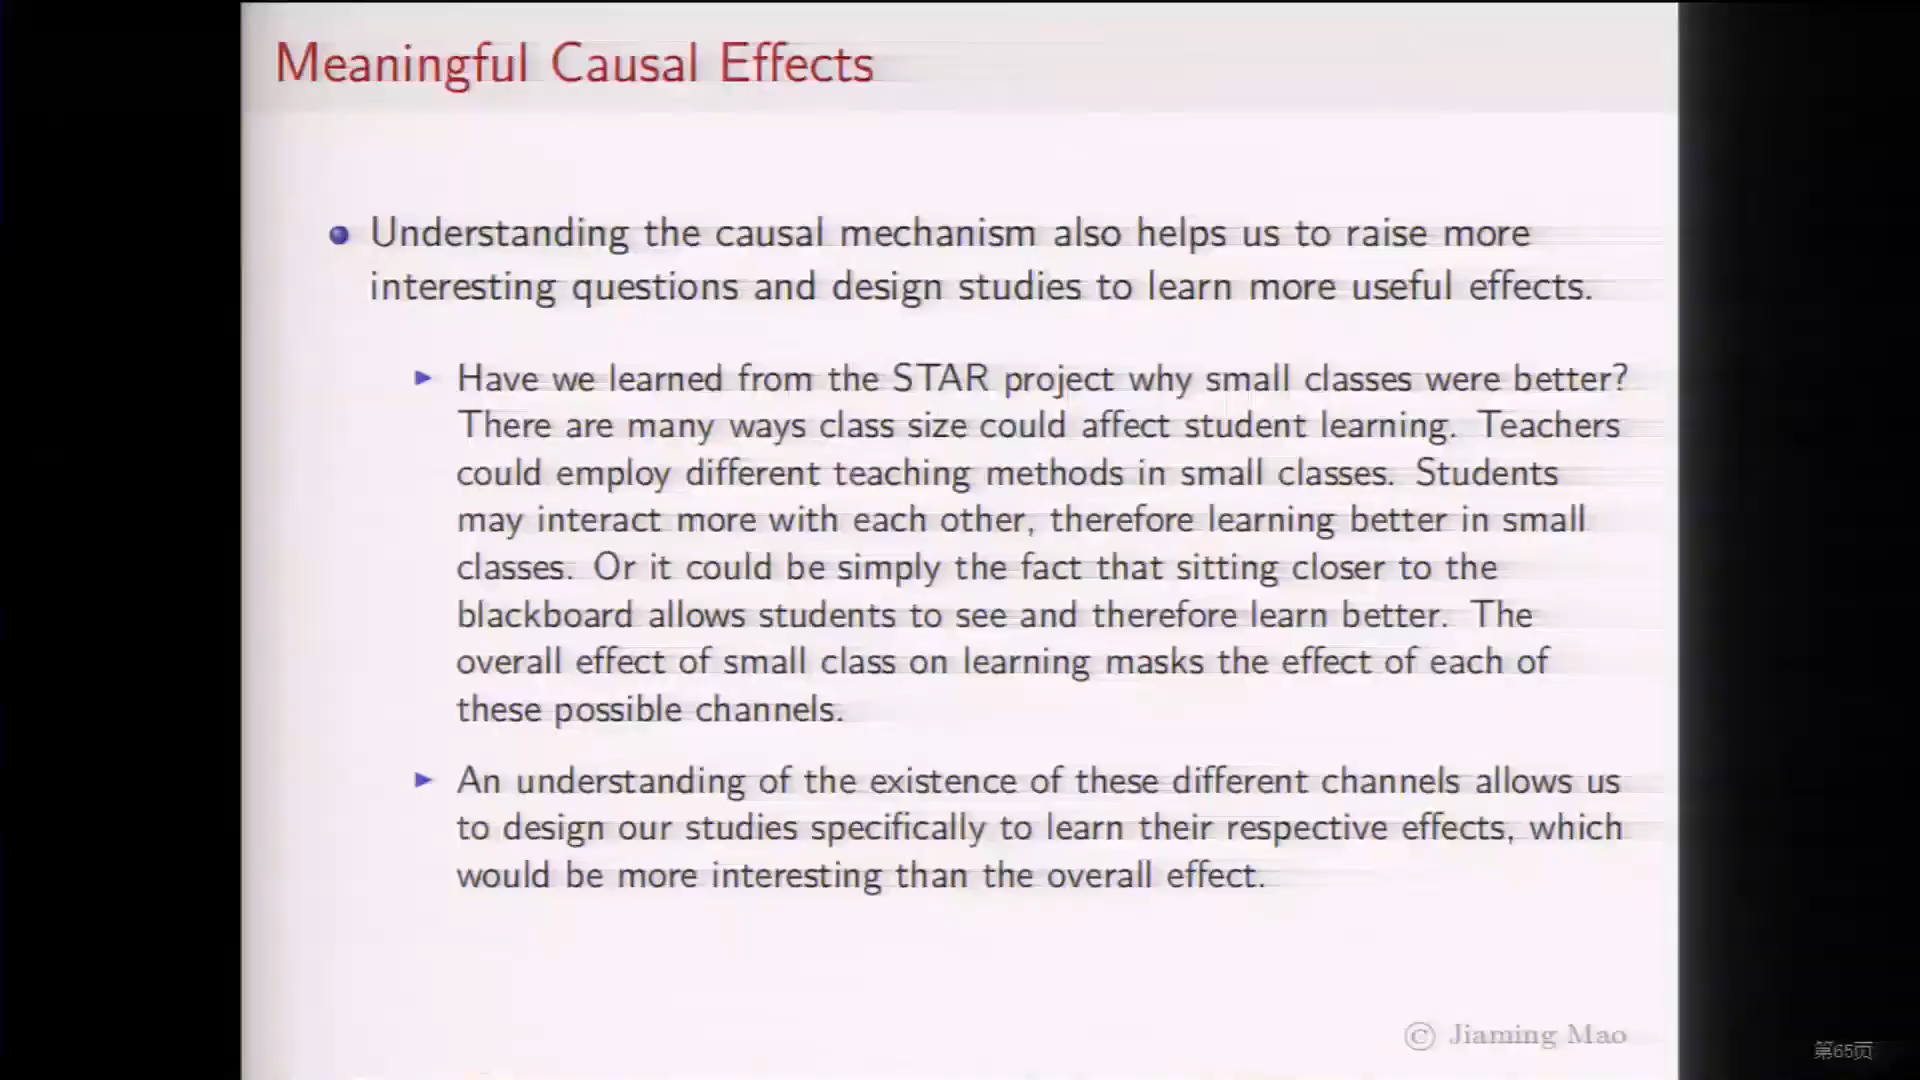 Meaningful Causal Effects
Understanding the causal mechanism also helps us to raise more
interesting questions and design studies to learn more useful effects.
Have we learned from the STAR project why small classes were better?
There are many ways class size could affect student learning. Teachers
could employ different teaching methods in small classes. Students
may interact more with each other, therefore learning better in small
classes. Or it could be simply the fact that sitting closer to the
blackboard allows students to see and therefore learn better. The
overall effect of small class on learning masks the effect of each of
these possible channels.
An understanding of the existence of these different channels allows us
to design our studies specifically to learn their respective effects, which
would be more interesting than the overall effect.
© Jiaming Mao
第65页